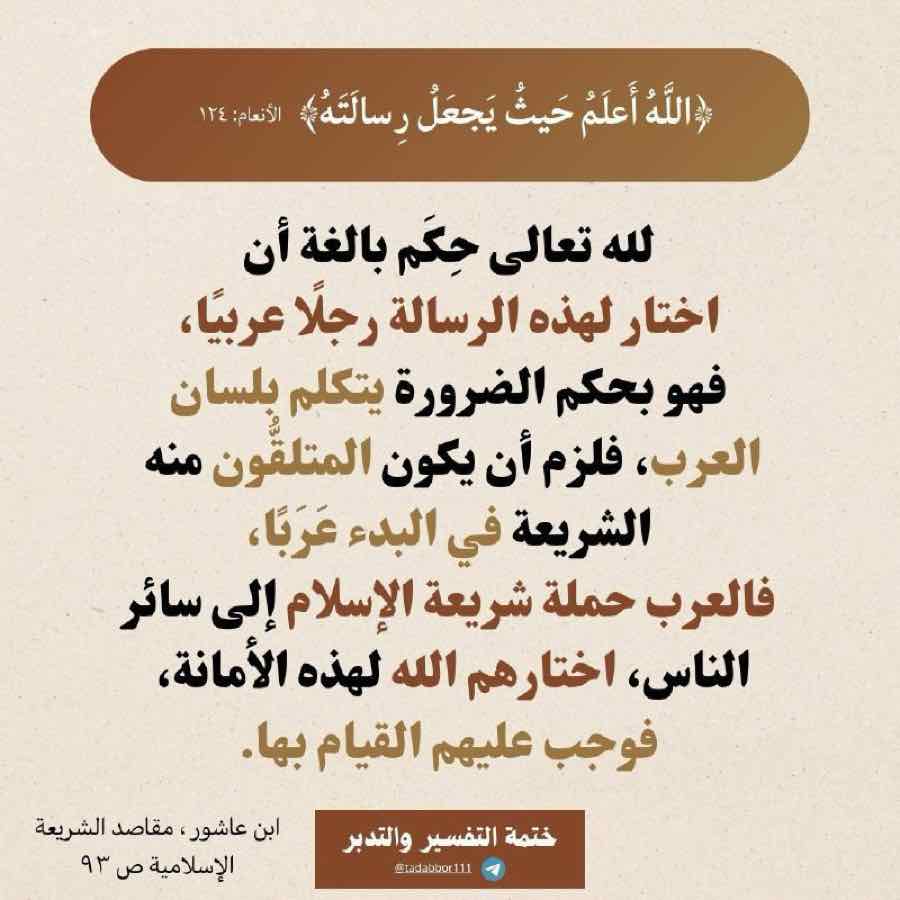 ﴿اللَّهُ أَعلَمُ حَيثُ يَجعَلُ رِسالَتَهُ﴾ الأنعام: ١٢٤
لله تعالى حِكَم بالغة أن
اختار لهذه الرسالة رجلًا عربيًا،
فهو بحكم الضرورة يتكلم بلسان
العرب، فلزم أن يكون المتلقُّون منه
الشريعة في البدء عَرَبًا،
فالعرب حملة شريعة الإسلام إلى سائر
الناس، اختارهم الله لهذه الأمانة،
فوجب عليهم القيام بها.
ابن عاشور، مقاصد الشريعة
الإسلامية ص ٩٣
ختمة التفسير والتدبر
@tadabbor111